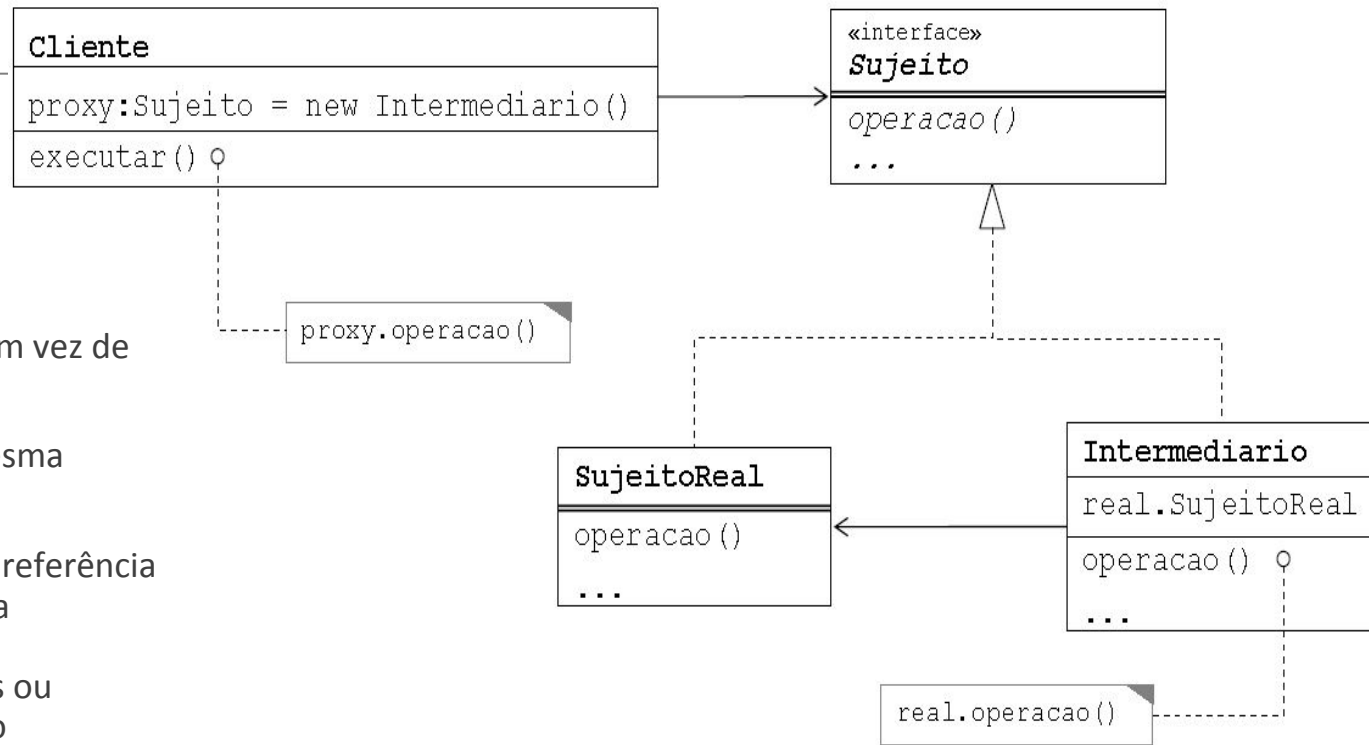 Cliente
proxy:Sujeito = new Intermediario()
executar()
«interface»
Sujeito
operacao()
...
proxy.operacao()
m vez de
sma
referência
a
s ou
o
SujeitoReal
operacao()
...
Intermediario
real.SujeitoReal
operacao()
...
real.operacao()